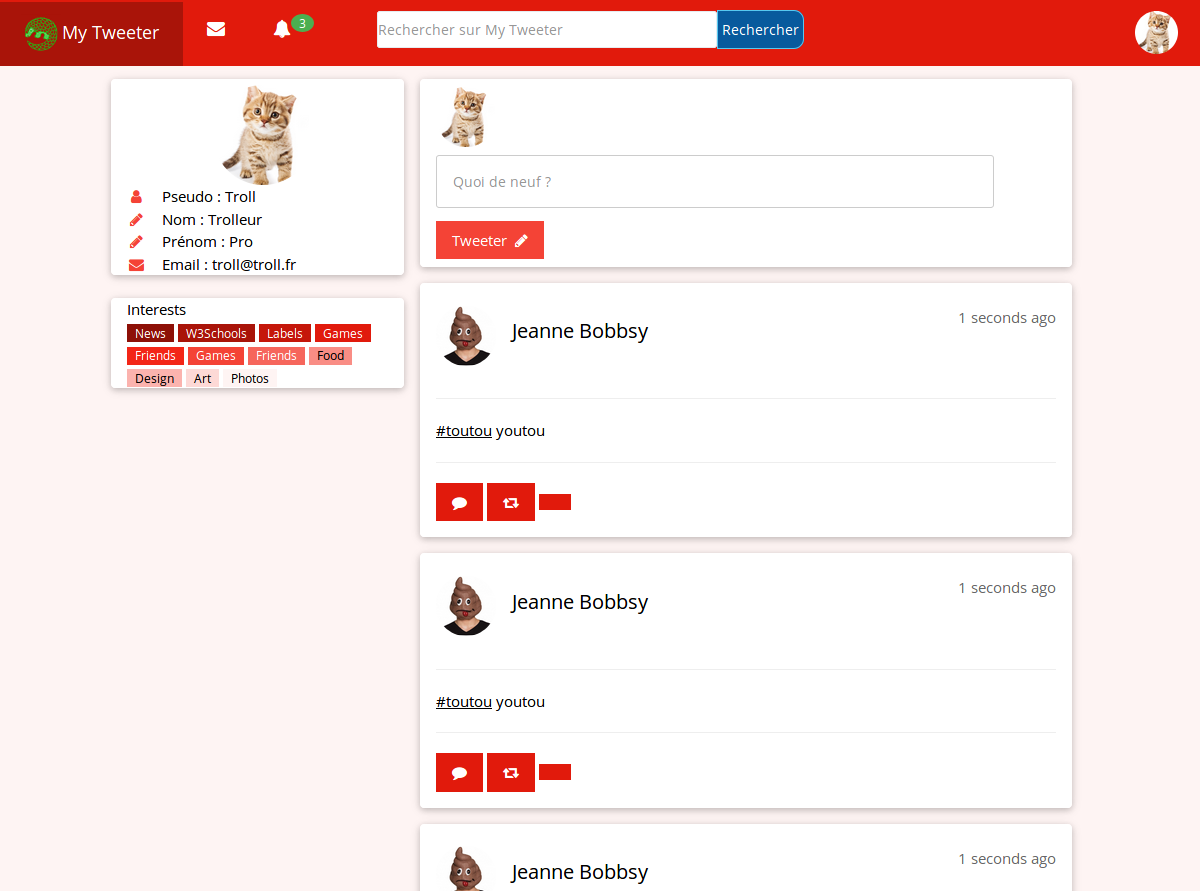 My Tweeter
3
Rechercher sur My Tweeter
Rechercher
Pseudo : Troll
Nom : Trolleur
Prénom : Pro
Email : troll@troll.fr
Interests
News W3Schools Labels Games
Friends Games Friends Food
Design Art Photos
Quoi de neuf ?
Tweeter
Jeanne Bobbsy
1 seconds ago
#toutou youtou
Jeanne Bobbsy
1 seconds ago
#toutou youtou
Jeanne Bobbsy
1 seconds ago